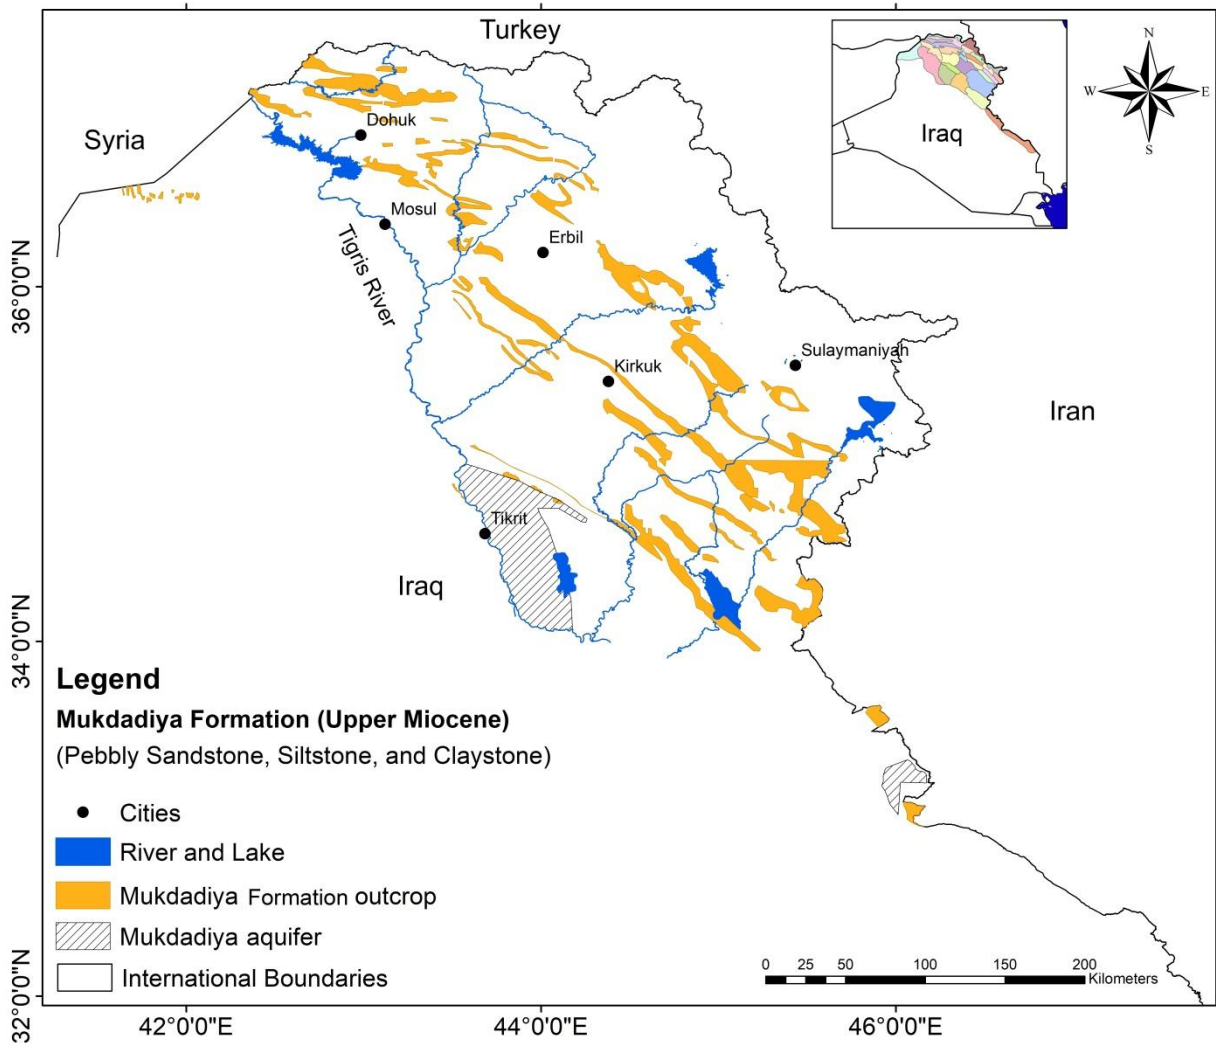 Turkey
Syria
Iraq
N
W
E
S
Dohuk
Mosul
Tigris River
Erbil
Kirkuk
Sulaymaniyah
Iran
Tikrit
Iraq
36°0'0"N
34°0'0"N
32°0'0"N
42°0'0"E
44°0'0"E
46°0'0"E
Legend
Mukdadiya Formation (Upper Miocene)
(Pebbly Sandstone, Siltstone, and Claystone)
Cities
River and Lake
Mukdadiya Formation outcrop
Mukdadiya aquifer
International Boundaries
0 25 50 100 150 200
Kilometers